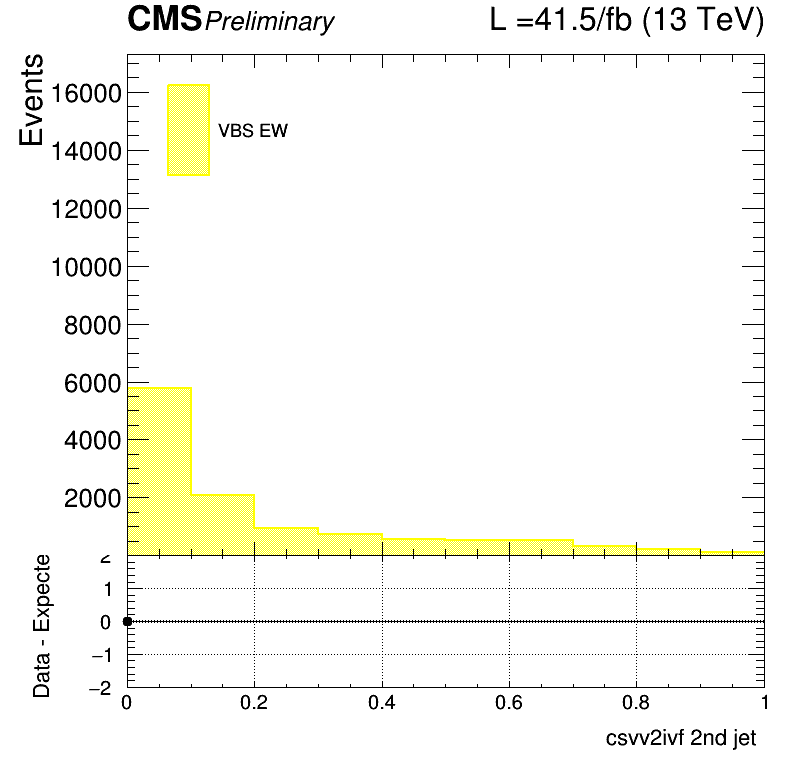 CMS Preliminary L =41.5/fb (13 TeV)
Events
16000
14000
12000
10000
8000
6000
4000
2000
VBS EW
Data - Expecte
2
1
0
−1
−2
0 0.2 0.4 0.6 0.8 1
csvv2ivf 2nd jet